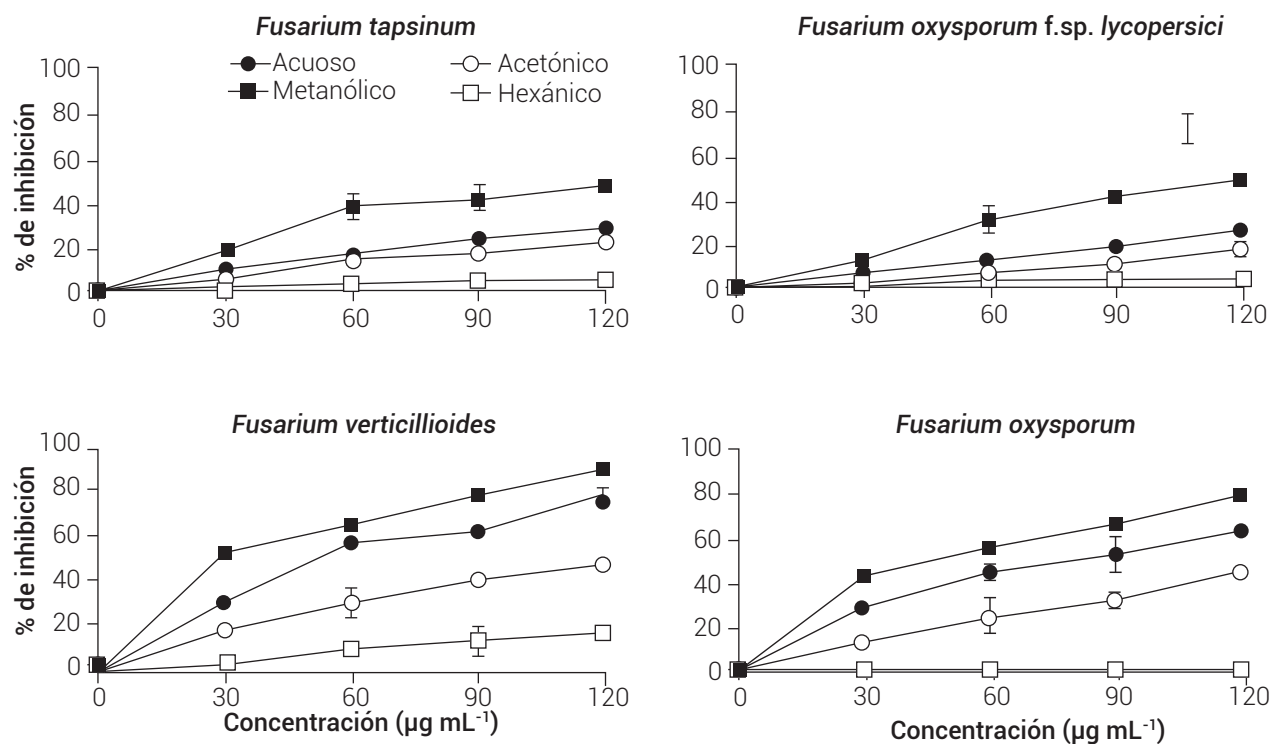 Fusarium tapsinum
Acuoso
Acetónico
Metanólico
Hexánico
% de inhibición
100
80
60
40
20
0
0 30 60 90 120
Fusarium oxysporum f.sp. lycopersici
100
80
60
40
20
0
0 30 60 90 120
Fusarium verticillioides
% de inhibición
100
80
60
40
20
0
0 30 60 90 120
Concentración (µg mL-1)
Fusarium oxysporum
100
80
60
40
20
0
0 30 60 90 120
Concentración (µg mL-1)